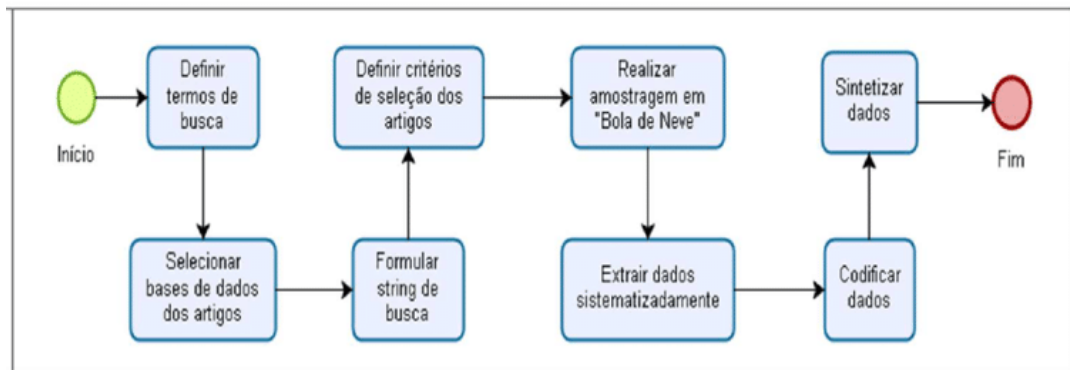 Início
Definir
termos de
busca
Selecionar
bases de dados
dos artigos
Formular
string de
busca
Definir critérios
de seleção dos
artigos
Realizar
amostragem em
"Bola de Neve"
Extrair dados
sistematizadamente
Codificar
dados
Sintetizar
dados
Fim